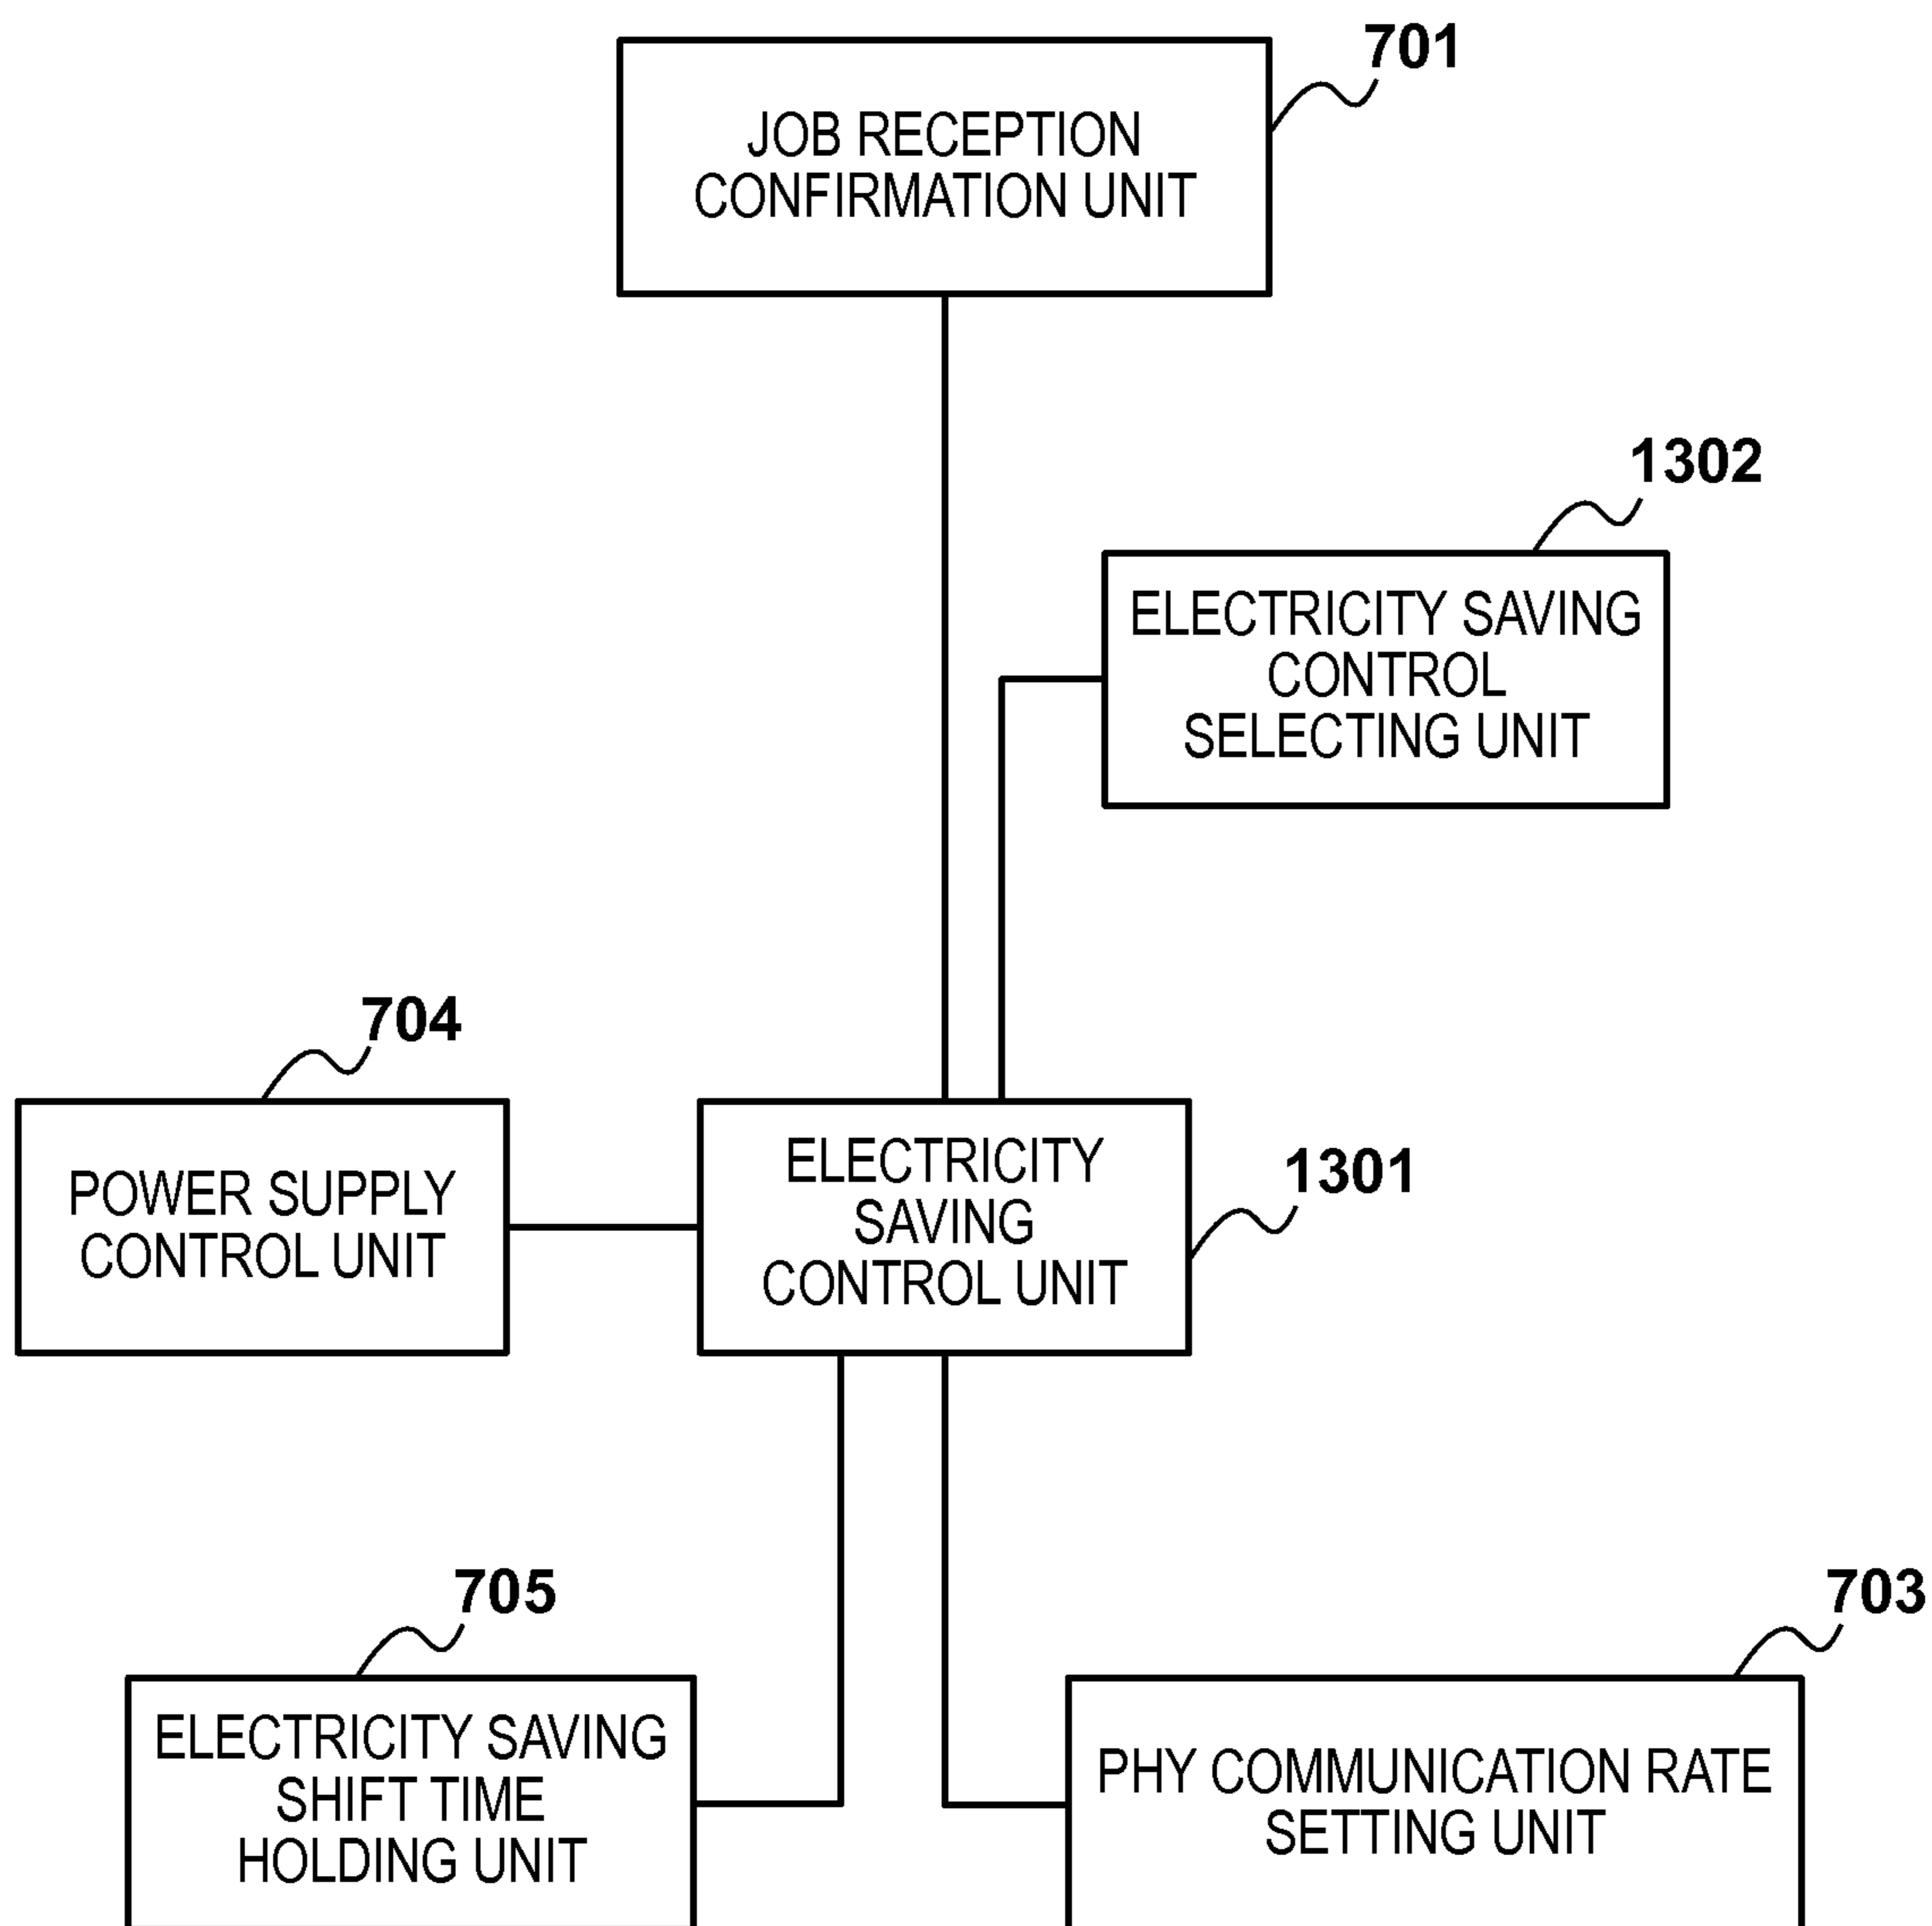 701
JOB RECEPTION
CONFIRMATION UNIT
1302
ELECTRICITY SAVING
CONTROL
SELECTING UNIT
704
POWER SUPPLY
CONTROL UNIT
ELECTRICITY
SAVING
CONTROL UNIT
1301
705
ELECTRICITY SAVING
SHIFT TIME
HOLDING UNIT
703
PHY COMMUNICATION RATE
SETTING UNIT